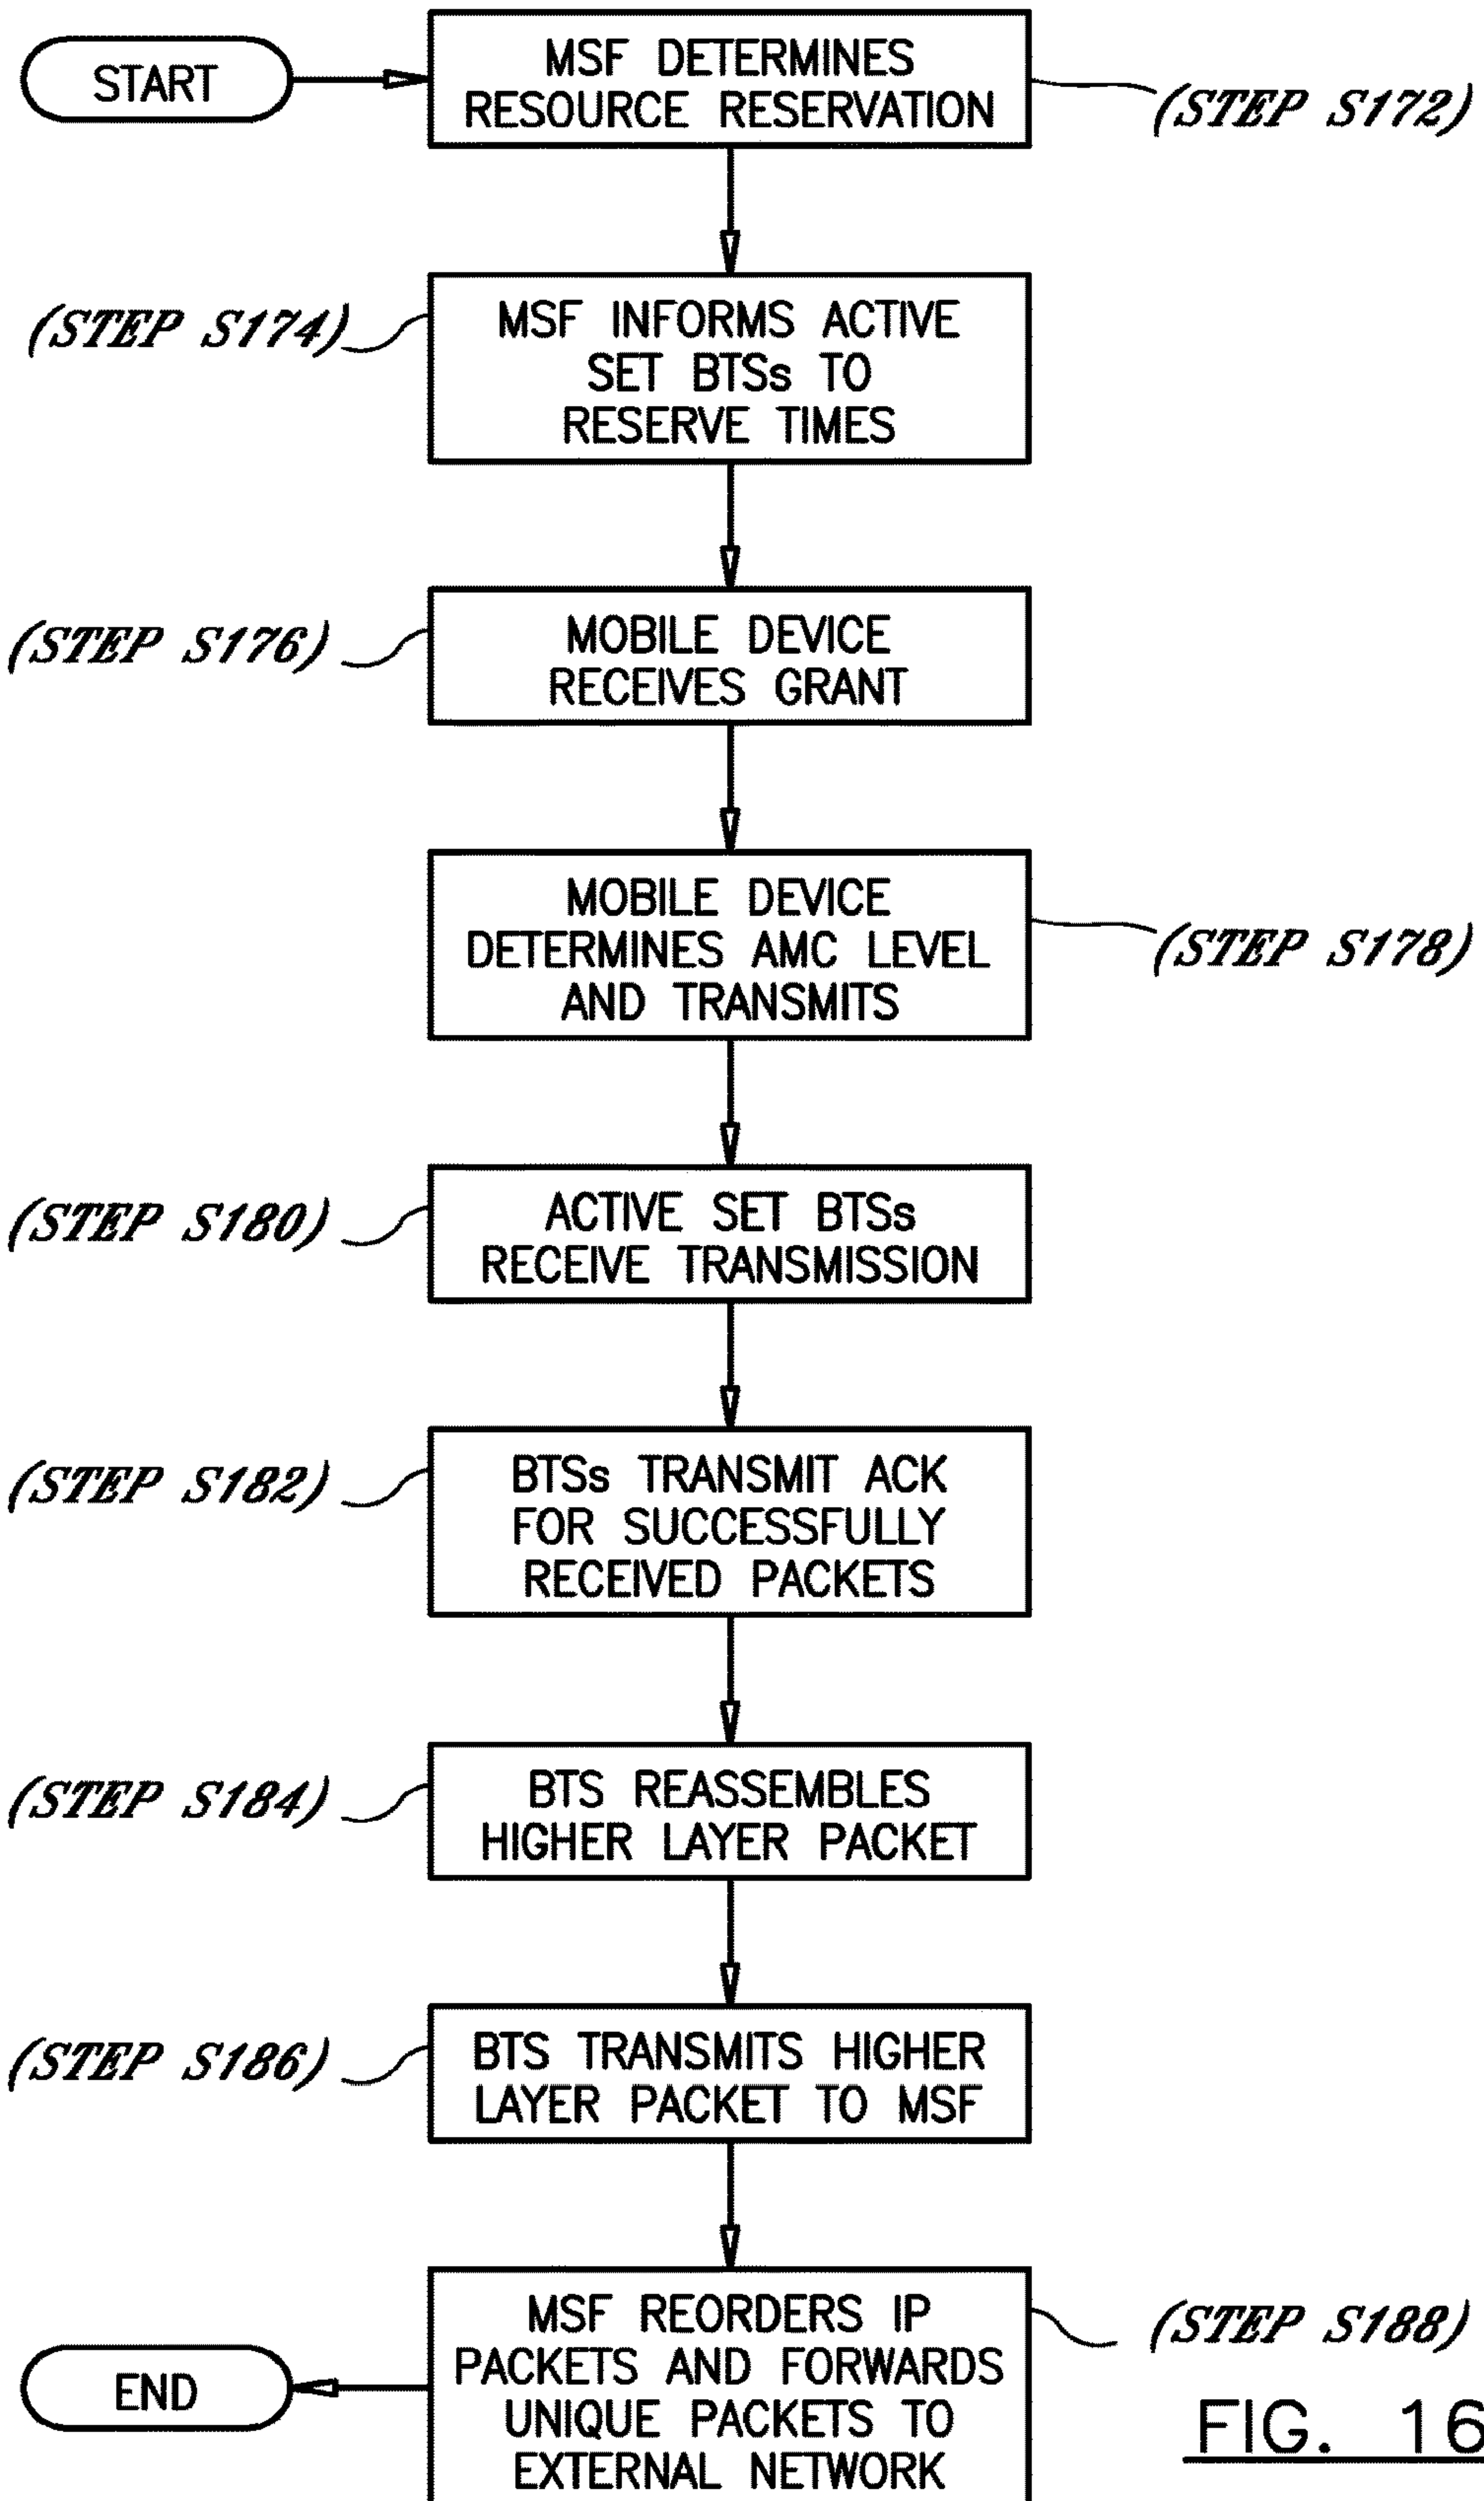 START
MSF DETERMINES
RESOURCE RESERVATION
(STEP S172)
(STEP S174)
MSF INFORMS ACTIVE
SET BTSs TO
RESERVE TIMES
(STEP S176)
MOBILE DEVICE
RECEIVES GRANT
MOBILE DEVICE
DETERMINES AMC LEVEL
AND TRANSMITS
(STEP S178)
(STEP S180)
ACTIVE SET BTSs
RECEIVE TRANSMISSION
(STEP S182)
BTSs TRANSMIT ACK
FOR SUCCESSFULLY
RECEIVED PACKETS
(STEP S184)
BTS REASSEMBLES
HIGHER LAYER PACKET
(STEP S186)
BTS TRANSMITS HIGHER
LAYER PACKET TO MSF
MSF REORDERS IP
PACKETS AND FORWARDS
UNIQUE PACKETS TO
EXTERNAL NETWORK
(STEP S188)
END
FIG. 16